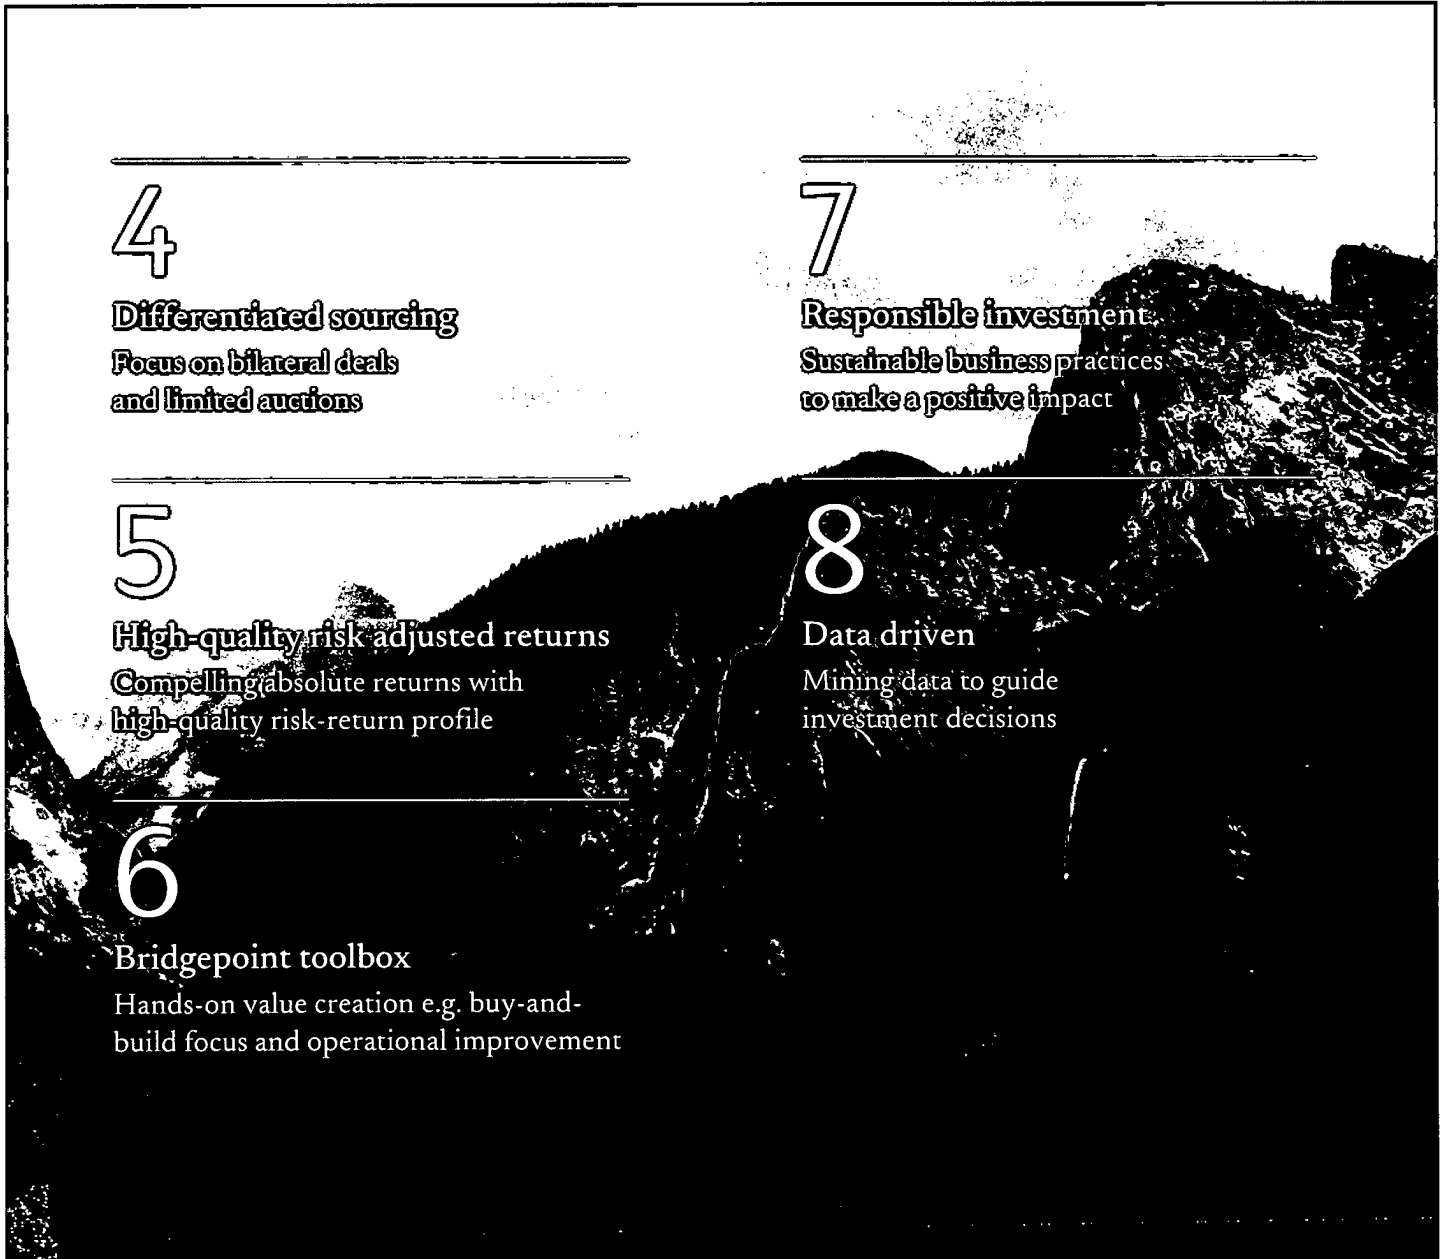 4
Differentiated sourcing
Focus on bilateral deals
and limited auctions
5
High-quality risk adjusted returns
Compelling absolute returns with
high-quality risk-return profile
6
Bridgepoint toolbox
Hands-on value creation e.g. buy-and-
build focus and operational improvement
7
Responsible investment
Sustainable business practices
to make a positive impact
8
Data driven
Mining data to guide
investment decisions